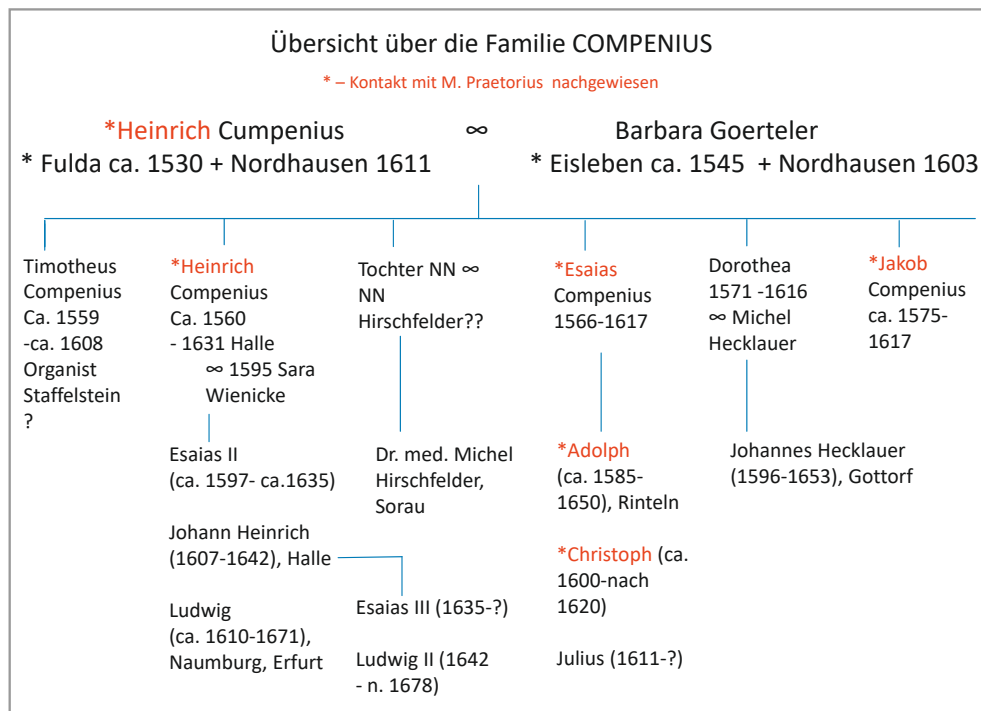 Übersicht über die Familie COMPENIUS
* – Kontakt mit M. Praetorius nachgewiesen
*Heinrich Cumpenius ∞ Barbara Goerteler
* Fulda ca. 1530 + Nordhausen 1611 * Eisleben ca. 1545 + Nordhausen 1603
Timotheus
Compenius
Ca. 1559
-ca. 1608
Organist
Staffelstein
?
*Heinrich
Compenius
Ca. 1560
- 1631 Halle
∞ 1595 Sara
Wienicke
Tochter NN ∞
NN
Hirschfelder??
*Esaias
Compenius
1566-1617
Dorothea
1571 -1616
∞ Michel
Hecklauer
*Jakob
Compenius
ca. 1575-
1617
Esaias II
(ca. 1597- ca.1635)
Johann Heinrich
(1607-1642), Halle
Ludwig
(ca. 1610-1671),
Naumburg, Erfurt
Dr. med. Michel
Hirschfelder,
Sorau
Esaias III (1635-?)
Ludwig II (1642
- n. 1678)
*Adolph
(ca. 1585-
1650), Rinteln
*Christoph (ca.
1600-nach
1620)
Julius (1611-?)
Johannes Hecklauer
(1596-1653), Gottorf